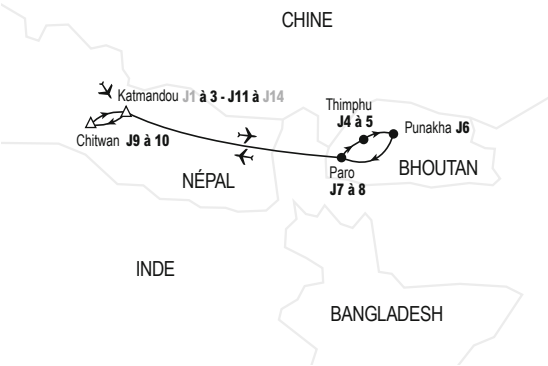 CHINE
Katmandou J1 à 3 - J11 à J14
Chitwan J9 à 10
Thimphu
J4 à 5
Punakha J6
Paro
J7 à 8
NÉPAL
BHOUTAN
INDE
BANGLADESH